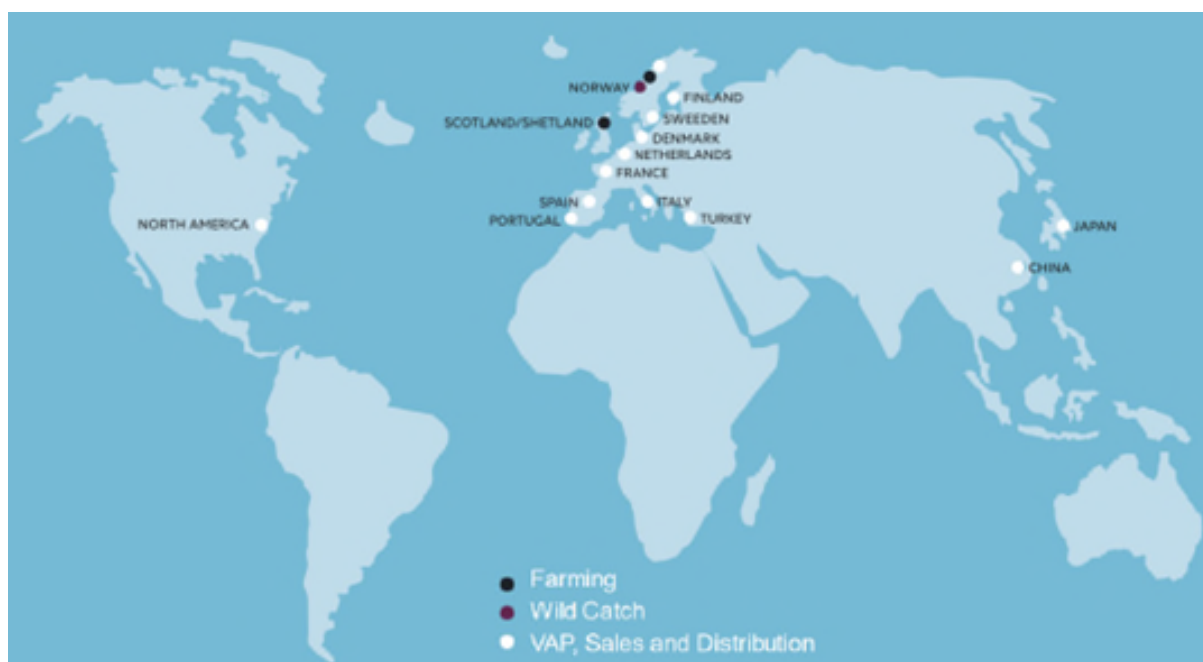 NORWAY
FINLAND
SCOTLAND/SHETLAND
SWEDEN
DENMARK
NETHERLANDS
FRANCE
SPAIN
ITALY
PORTUGAL
TURKEY
NORTH AMERICA
JAPAN
CHINA
Farming
Wild Catch
VAP, Sales and Distribution